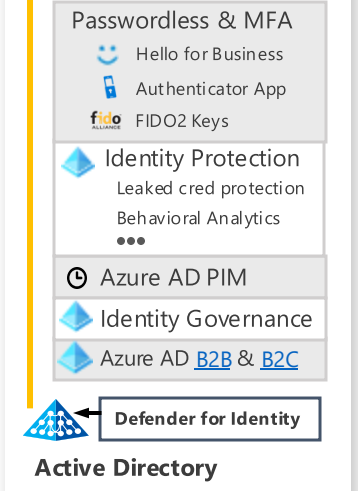 Passwordless & MFA
Hello for Business
Authenticator App
fido
ALLIANCE
FIDO2 Keys
Identity Protection
Leaked cred protection
Behavioral Analytics
Azure AD PIM
Identity Governance
Azure AD B2B & B2C
Defender for Identity
Active Directory